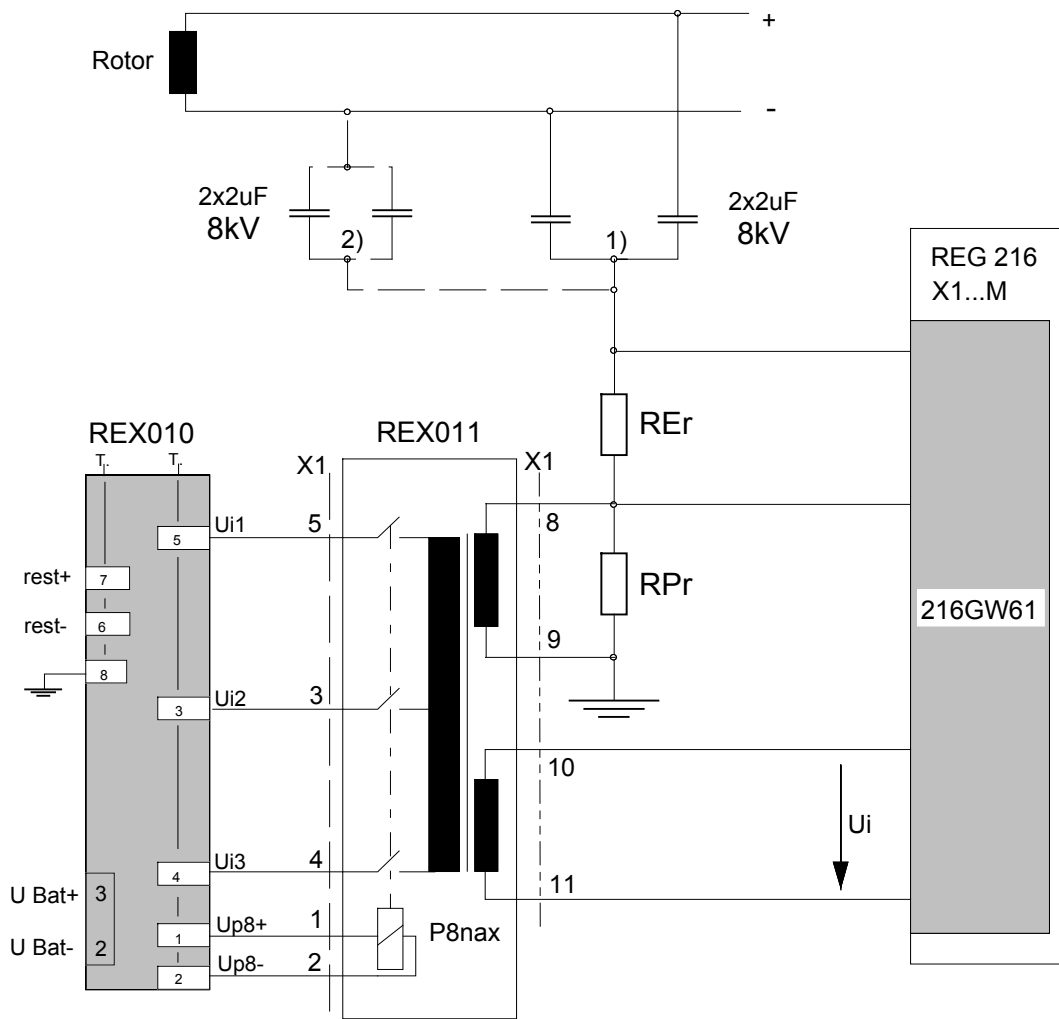 +
Rotor
-
2x2uF
8kV
2)
1)
2x2uF
8kV
REG 216
X1...M
REX010
T.
T.
REX011
X1
X1
REr
5
Ui1
5
8
7
rest+
6
rest-
RPr
216GW61
8
9
3
Ui2
3
10
Ui
4
Ui3
4
11
U Bat+
3
1
Up8+
1
P8nax
U Bat-
2
2
Up8-
2